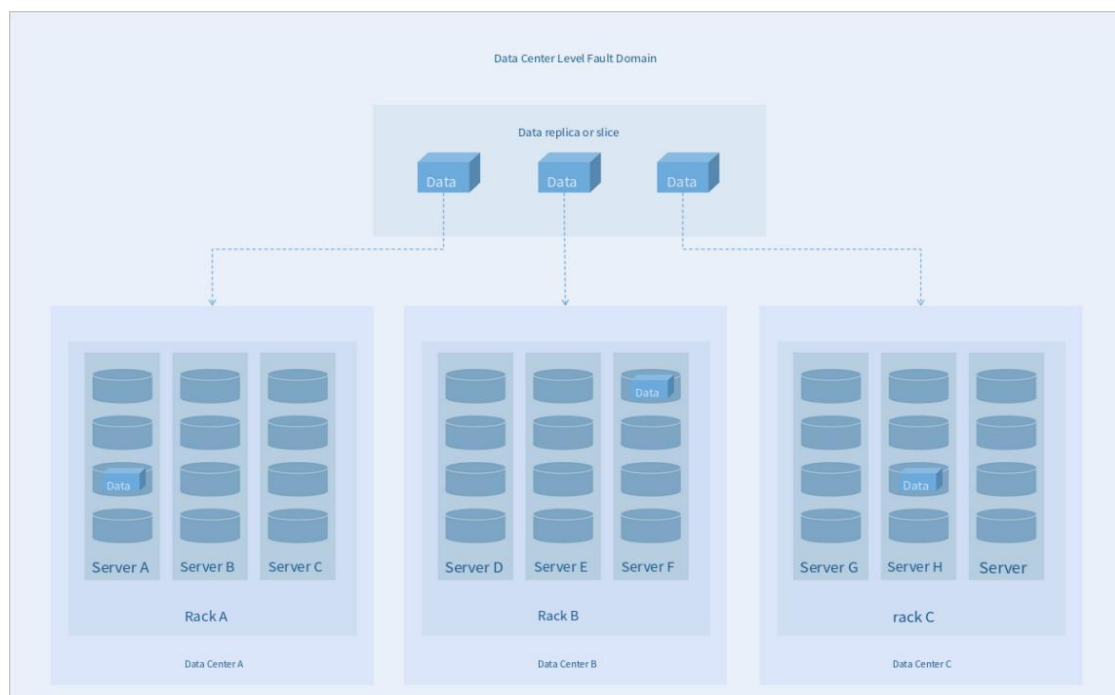 Data Center Level Fault Domain
Data replica or slice
Data Data Data
Data
Data Data
Server A Server B Server C Server D Server E Server F Server G Server H Server
Rack A Rack B rack C
Data Center A Data Center B Data Center C